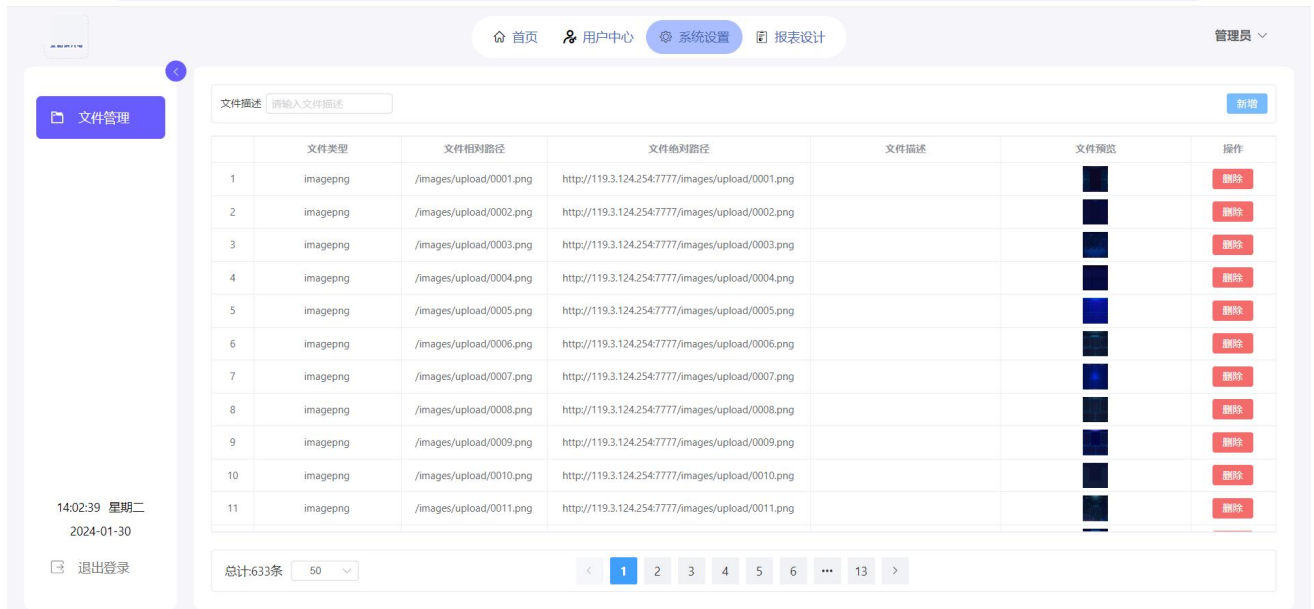 首页 用户中心 系统设置 报表设计 管理员
文件管理
文件描述 请输入文件描述 新增
文件类型 文件相对路径 文件绝对路径 文件描述 文件预览 操作
1 imagepng /images/upload/0001.png http://119.3.124.254:7777/images/upload/0001.png 删除
2 imagepng /images/upload/0002.png http://119.3.124.254:7777/images/upload/0002.png 删除
3 imagepng /images/upload/0003.png http://119.3.124.254:7777/images/upload/0003.png 删除
4 imagepng /images/upload/0004.png http://119.3.124.254:7777/images/upload/0004.png 删除
5 imagepng /images/upload/0005.png http://119.3.124.254:7777/images/upload/0005.png 删除
6 imagepng /images/upload/0006.png http://119.3.124.254:7777/images/upload/0006.png 删除
7 imagepng /images/upload/0007.png http://119.3.124.254:7777/images/upload/0007.png 删除
8 imagepng /images/upload/0008.png http://119.3.124.254:7777/images/upload/0008.png 删除
9 imagepng /images/upload/0009.png http://119.3.124.254:7777/images/upload/0009.png 删除
10 imagepng /images/upload/0010.png http://119.3.124.254:7777/images/upload/0010.png 删除
11 imagepng /images/upload/0011.png http://119.3.124.254:7777/images/upload/0011.png 删除
14:02:39 星期二
2024-01-30
退出登录
总计:633条 50 < 1 2 3 4 5 6 ••• 13 >